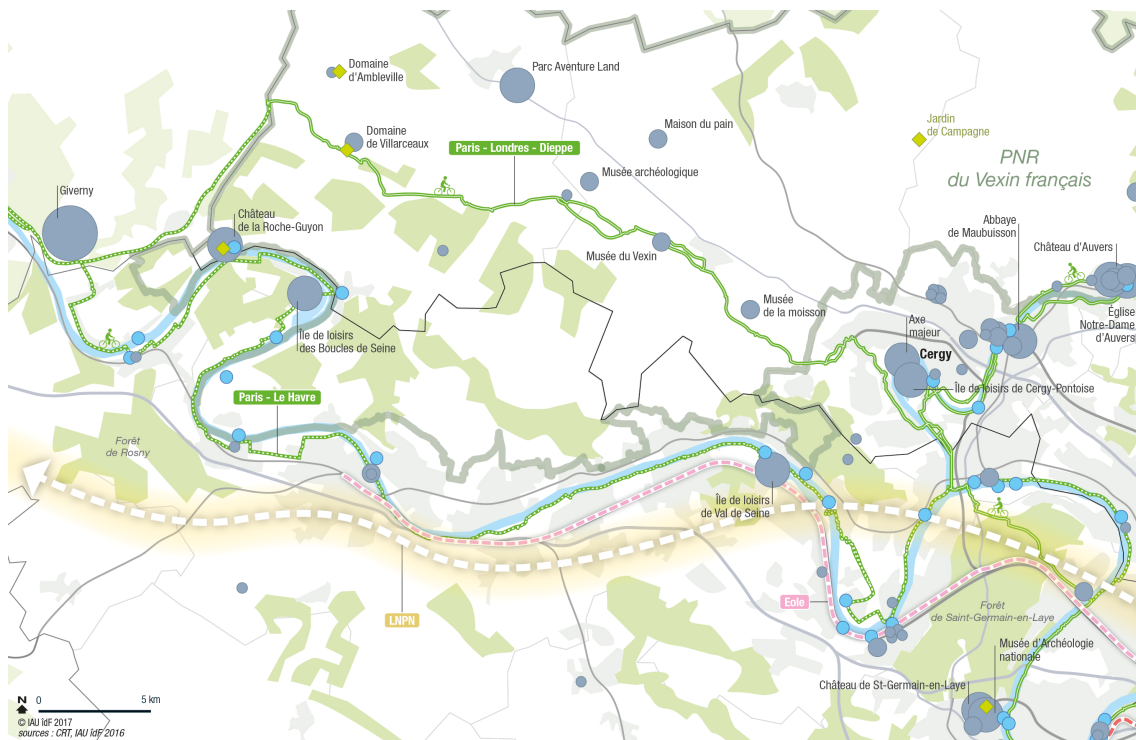 Domaine
d'Ambleville
Parc Aventure Land
Domaine
de Villarceaux
Paris - Londres - Dieppe
Maison du pain
Jardin
de Campagne
PNR
du Vexin français
Musée archéologique
Giverny
Château
de la Roche-Guyon
Abbaye
de Maubuisson
Château d'Auvers
Musée du Vexin
Musée
de la moisson
Axe
majeur
Église
Notre-Dame
d'Auvers
Île de loisirs
des Boucles de Seine
Cergy
Île de loisirs de Cergy-Pontoise
Paris - Le Havre
Forêt
de Rosny
Île de loisirs
de Val de Seine
LNPN
Eole
Forêt
de Saint-Germain-en-Laye
Musée d'Archéologie
nationale
Château de St-Germain-en-Laye
N 0 5 km
© IAU îdF 2017
sources : CRT, IAU îdF 2016